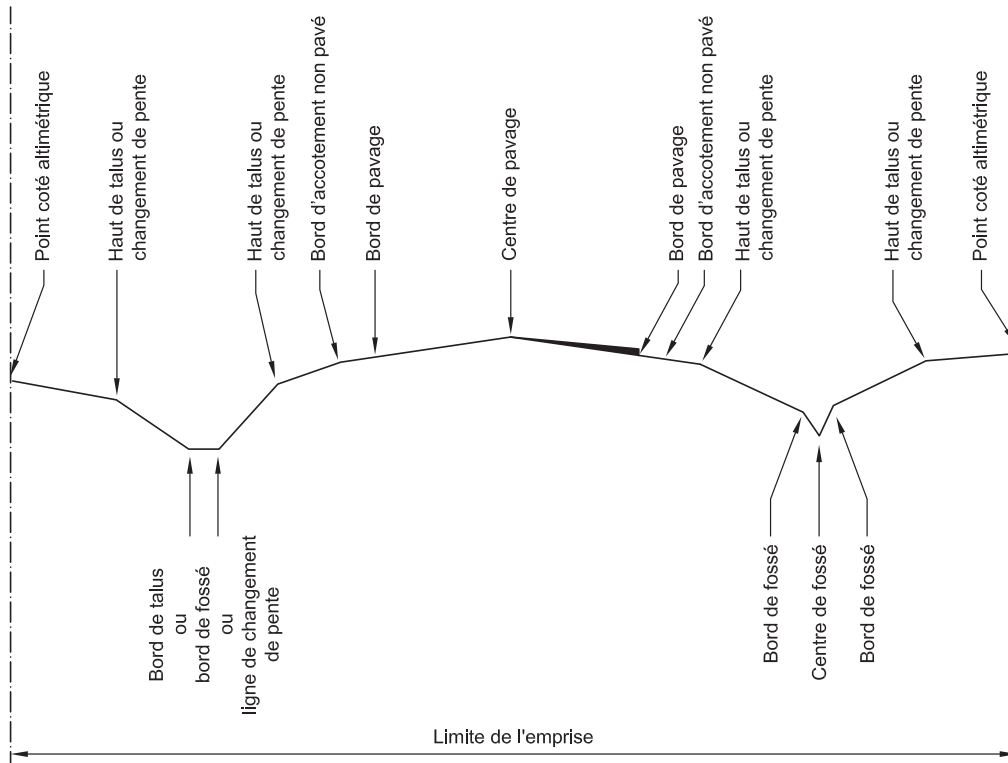 Point coté altimétrique
Haut de talus ou
changement de pente
Haut de talus ou
changement de pente
Bord d'accotement non pavé
Bord de pavage
Centre de pavage
Bord de pavage
Bord d'accotement non pavé
Haut de talus ou
changement de pente
Haut de talus ou
changement de pente
Point coté altimétrique
Bord de talus
ou
bord de fossé
ou
ligne de changement
de pente
Bord de fossé
Centre de fossé
Bord de fossé
Limite de l'emprise